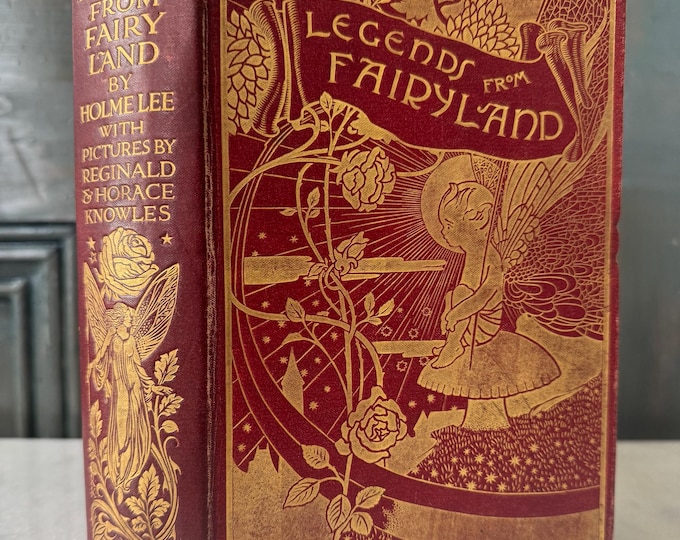 FROM
FAIRY
LAND
BY
HOLME LEE
WITH
PICTURES BY
REGINALD
& HORACE
KNOWLES
LEGENDS FROM
FAIRYLAND